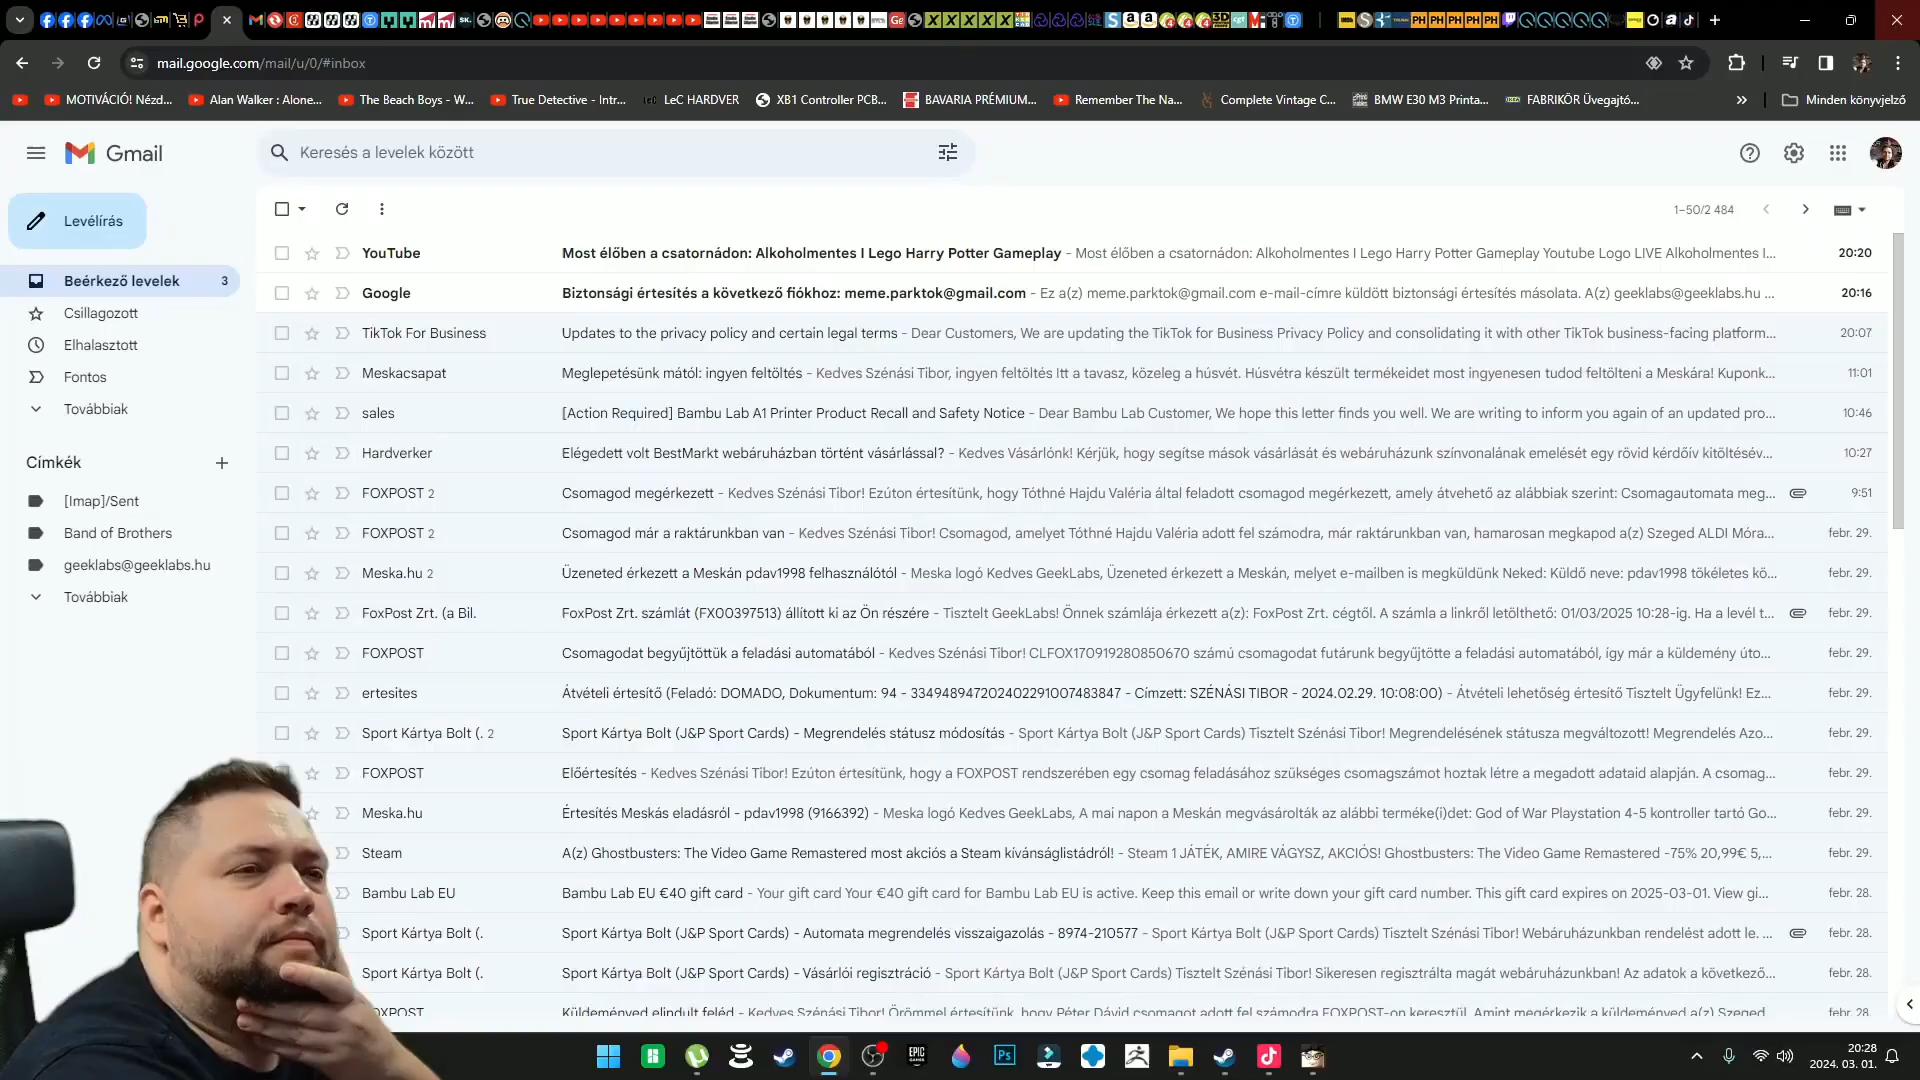 mail.google.com/mail/u/0/#inbox
MOTIVÁCIÓ! Nézd...
Alan Walker : Alone...
The Beach Boys - W...
True Detective - Intr...
LeC HARDVER
XB1 Controller PCB...
BAVARIA PRÉMIUM...
Remember The Na...
Complete Vintage C...
BMW E30 M3 Printa...
FABRIKÖR Üvegajtó...
Minden könyvjelző
Gmail
Keresés a levelek között
Levélírás
1–50/2 484
Beérkező levelek 3
Csillagozott
Elhalasztott
Fontos
Továbbiak
Címkék
[Imap]/Sent
Band of Brothers
geeklabs@geeklabs.hu
Továbbiak
YouTube Most élőben a csatornádon: Alkoholmentes I Lego Harry Potter Gameplay - Most élőben a csatornádon: Alkoholmentes I Lego Harry Potter Gameplay Youtube Logo LIVE Alkoholmentes I... 20:20
Google Biztonsági értesítés a következő fiókhoz: meme.parktok@gmail.com - Ez a(z) meme.parktok@gmail.com e-mail-címre küldött biztonsági értesítés másolata. A(z) geeklabs@geeklabs.hu ... 20:16
TikTok For Business Updates to the privacy policy and certain legal terms - Dear Customers, We are updating the TikTok for Business Privacy Policy and consolidating it with other TikTok business-facing platform... 20:07
Meskacsapat Meglepetésünk mától: ingyen feltöltés - Kedves Szénási Tibor, ingyen feltöltés Itt a tavasz, közeleg a húsvét. Húsvétra készült termékeidet most ingyenesen tudod feltölteni a Meskára! Kuponk... 11:01
sales [Action Required] Bambu Lab A1 Printer Product Recall and Safety Notice - Dear Bambu Lab Customer, We hope this letter finds you well. We are writing to inform you again of an updated pro... 10:46
Hardverker Elégedett volt BestMarkt webáruházban történt vásárlással? - Kedves Vásárlónk! Kérjük, hogy segítse mások vásárlását és webáruházunk színvonalának emelését egy rövid kérdőív kitöltésév... 10:27
FOXPOST 2 Csomagod megérkezett - Kedves Szénási Tibor! Ezúton értesítünk, hogy Tóthné Hajdu Valéria által feladott csomagod megérkezett, amely átvehető az alábbiak szerint: Csomagautomata meg... 9:51
FOXPOST 2 Csomagod már a raktárunkban van - Kedves Szénási Tibor! Csomagod, amelyet Tóthné Hajdu Valéria adott fel számodra, már raktárunkban van, hamarosan megkapod a(z) Szeged ALDI Móra... febr. 29.
Meska.hu 2 Üzeneted érkezett a Meskán pdav1998 felhasználótól - Meska logó Kedves GeekLabs, Üzeneted érkezett a Meskán, melyet e-mailben is megküldünk Neked: Küldő neve: pdav1998 tökéletes kö... febr. 29.
FoxPost Zrt. (a Bil. FoxPost Zrt. számlát (FX00397513) állított ki az Ön részére - Tisztelt GeekLabs! Önnek számlája érkezett a(z): FoxPost Zrt. cégtől. A számla a linkről letölthető: 01/03/2025 10:28-ig. Ha a levél t... febr. 29.
FOXPOST Csomagodat begyűjtöttük a feladási automatából - Kedves Szénási Tibor! CLFOX170919280850670 számú csomagodat futárunk begyűjtötte a feladási automatából, így már a küldemény úto... febr. 29.
ertesites Átvételi értesítő (Feladó: DOMADO, Dokumentum: 94 - 334948947202402291007483847 - Címzett: SZÉNÁSI TIBOR - 2024.02.29. 10:08:00) - Átvételi lehetőség értesítő Tisztelt Ügyfelünk! Ez... febr. 29.
Sport Kártya Bolt (. 2 Sport Kártya Bolt (J&P Sport Cards) - Megrendelés státusz módosítás - Sport Kártya Bolt (J&P Sport Cards) Tisztelt Szénási Tibor! Megrendelésének státusza megváltozott! Megrendelés Azo... febr. 29.
FOXPOST Előértesítés - Kedves Szénási Tibor! Ezúton értesítünk, hogy a FOXPOST rendszerében egy csomag feladásához szükséges csomagszámot hoztak létre a megadott adataid alapján. A csomag... febr. 29.
Meska.hu Értesítés Meskás eladásról - pdav1998 (9166392) - Meska logó Kedves GeekLabs, A mai napon a Meskán megvásárolták az alábbi terméke(i)det: God of War Playstation 4-5 kontroller tartó Go... febr. 29.
Steam A(z) Ghostbusters: The Video Game Remastered most akciós a Steam kívánságlistádról! - Steam 1 JÁTÉK, AMIRE VÁGYSZ, AKCIÓS! Ghostbusters: The Video Game Remastered -75% 20,99€ 5,... febr. 29.
Bambu Lab EU Bambu Lab EU €40 gift card - Your gift card Your €40 gift card for Bambu Lab EU is active. Keep this email or write down your gift card number. This gift card expires on 2025-03-01. View gi... febr. 28.
Sport Kártya Bolt (. Sport Kártya Bolt (J&P Sport Cards) - Automata megrendelés visszaigazolás - 8974-210577 - Sport Kártya Bolt (J&P Sport Cards) Tisztelt Szénási Tibor! Webáruházunkban rendelést adott le. ... febr. 28.
Sport Kártya Bolt (. Sport Kártya Bolt (J&P Sport Cards) - Vásárlói regisztráció - Sport Kártya Bolt (J&P Sport Cards) Tisztelt Szénási Tibor! Sikeresen regisztrálta magát webáruházunkban! Az adatok a következő... febr. 28.
FOXPOST Küldeményed elindult feléd - Kedves Szénási Tibor! Örömmel értesítünk, hogy Péter Dávid csomagot adott fel számodra FOXPOST-on keresztül. Amint megérkezik a küldeményed a(z) Szeged febr. 28.
20:28
2024. 03. 01.